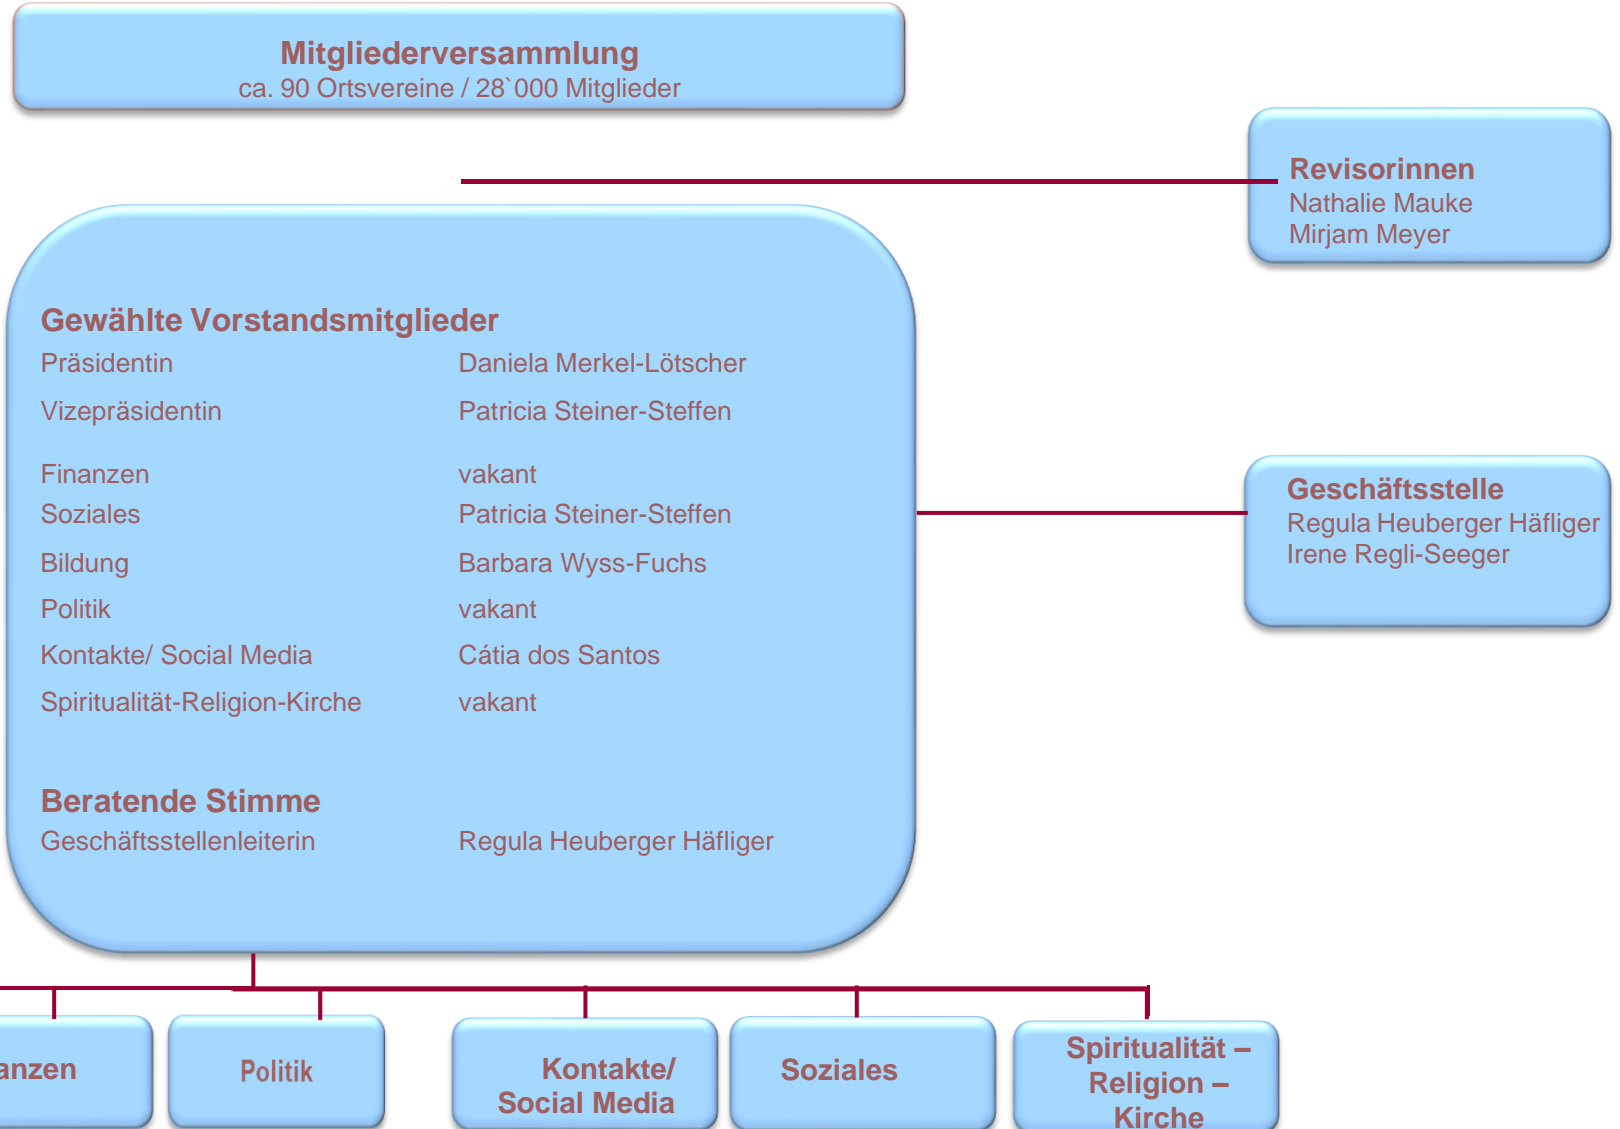 Mitgliederversammlung
ca. 90 Ortsvereine / 28`000 Mitglieder
Revisorinnen
Nathalie Mauke
Mirjam Meyer
Gewählte Vorstandsmitglieder
Präsidentin Daniela Merkel-Lötscher
Vizepräsidentin Patricia Steiner-Steffen
Finanzen vakant
Soziales Patricia Steiner-Steffen
Bildung Barbara Wyss-Fuchs
Politik vakant
Kontakte/ Social Media Cátia dos Santos
Spiritualität-Religion-Kirche vakant
Beratende Stimme
Geschäftsstellenleiterin Regula Heuberger Häfliger
Geschäftsstelle
Regula Heuberger Häfliger
Irene Regli-Seeger
anzen
Politik
Kontakte/
Social Media
Soziales
Spiritualität –
Religion –
Kirche